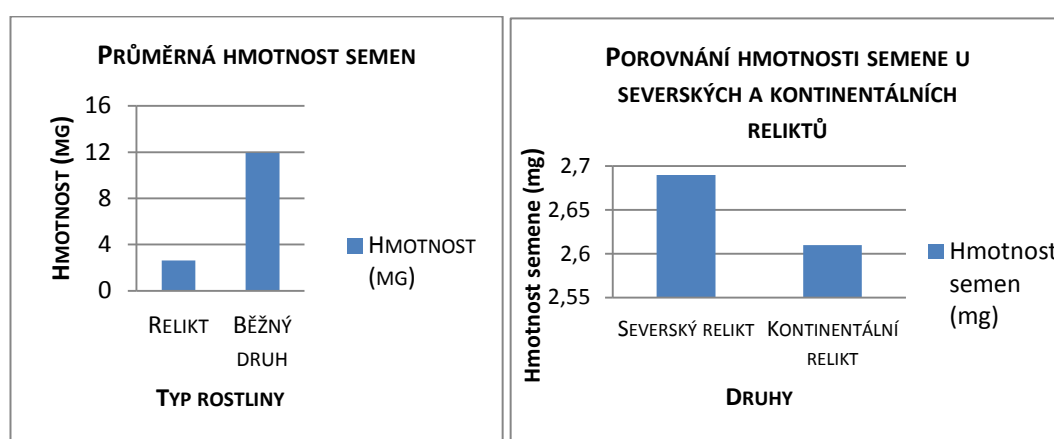 PRŮMĚRNÁ HMOTNOST SEMEN
HMOTNOST (MG)
16
12
8
4
0
RELIKT
BĚŽNÝ
DRUH
HMOTNOST
(MG)
TYP ROSTLINY
POROVNÁNÍ HMOTNOSTI SEMENE U
SEVERSKÝCH A KONTINENTÁLNÍCH
RELIKTŮ
Hmotnost semene (mg)
2,7
2,65
2,6
2,55
SEVERSKÝ RELIKT
KONTINENTÁLNÍ
RELIKT
Hmotnost
semen
(mg)
DRUHY